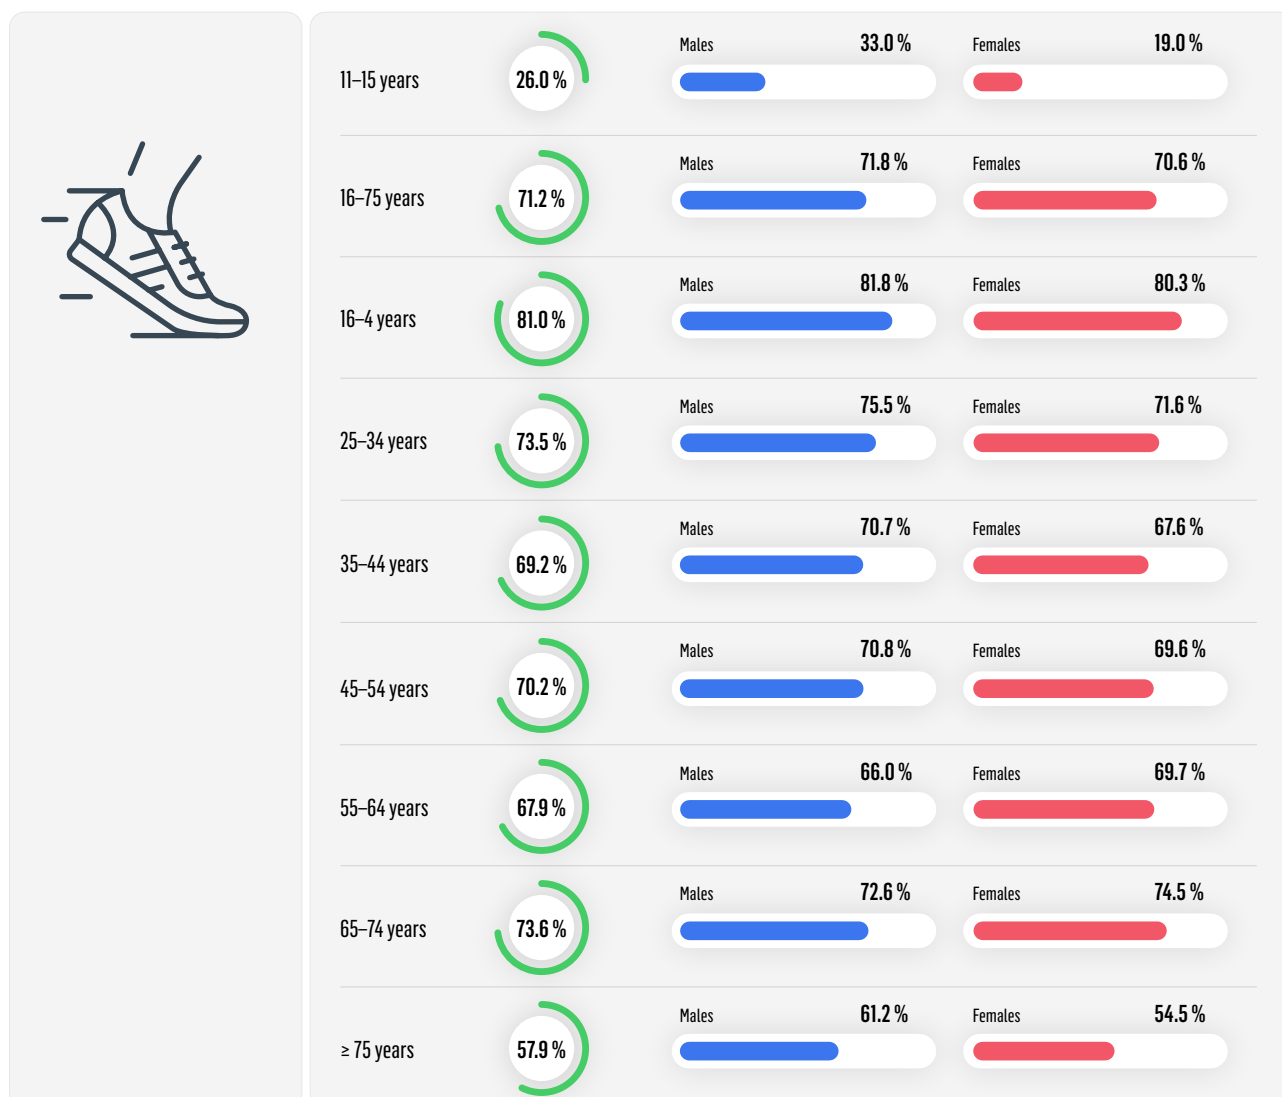 11–15 years
26.0 %
Males 33.0 %
Females 19.0 %
16–75 years
71.2 %
Males 71.8 %
Females 70.6 %
16–4 years
81.0 %
Males 81.8 %
Females 80.3 %
25–34 years
73.5 %
Males 75.5 %
Females 71.6 %
35–44 years
69.2 %
Males 70.7 %
Females 67.6 %
45–54 years
70.2 %
Males 70.8 %
Females 69.6 %
55–64 years
67.9 %
Males 66.0 %
Females 69.7 %
65–74 years
73.6 %
Males 72.6 %
Females 74.5 %
≥ 75 years
57.9 %
Males 61.2 %
Females 54.5 %